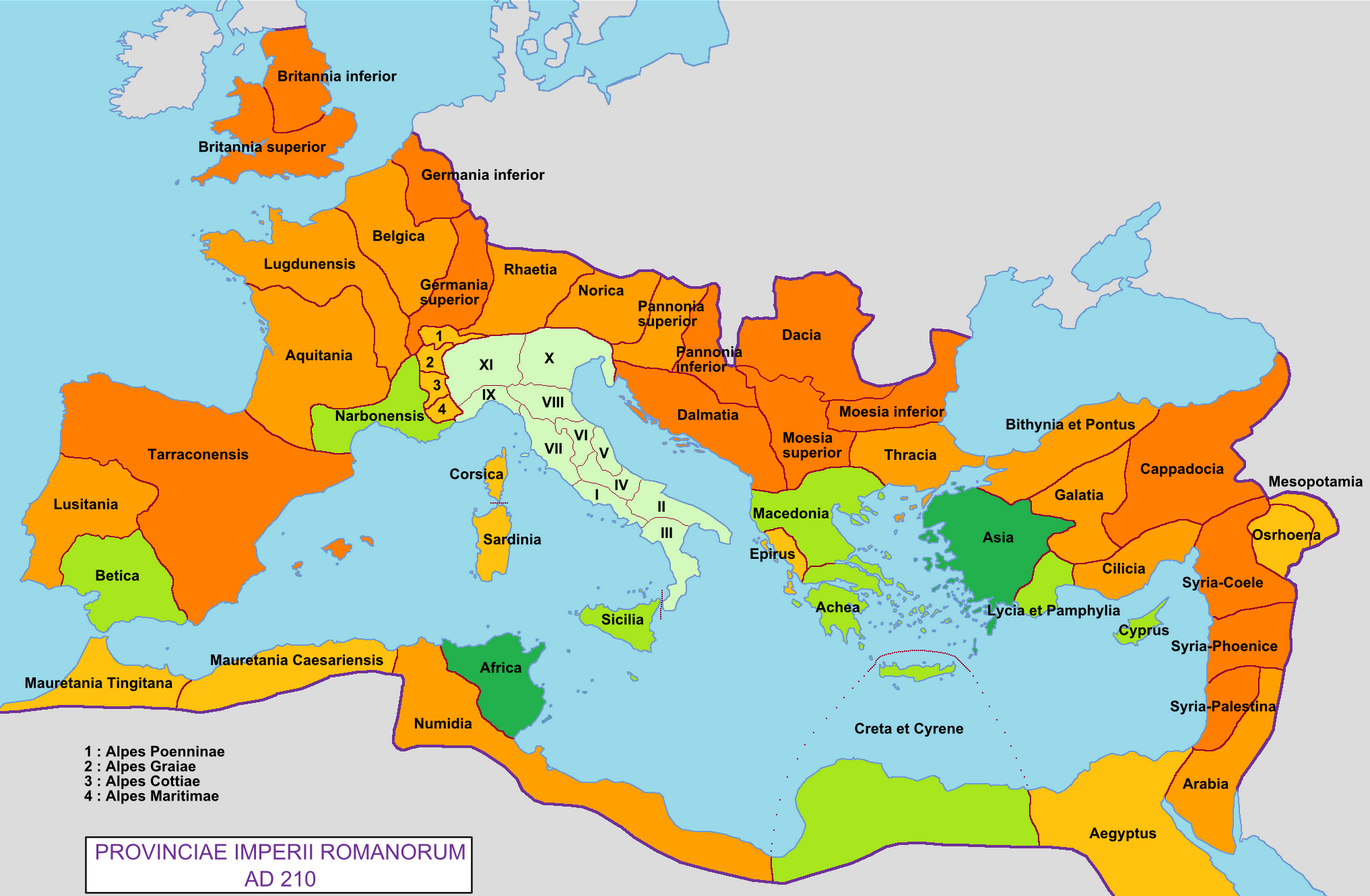 Britannia inferior
Britannia superior
Germania inferior
Belgica
Lugdunensis
Rhaetia
Germania
superior
Norica
Pannonia
superior
Dacia
Pannonia
inferior
1
2
3
4
XI
X
IX
VIII
VII
VI
V
IV
I
II
III
Aquitania
Narbonensis
Dalmatia
Moesia inferior
Moesia
superior
Thracia
Bithynia et Pontus
Cappadocia
Mesopotamia
Galatia
Osrhoena
Tarraconensis
Lusitania
Betica
Corsica
Sardinia
Macedonia
Epirus
Achea
Asia
Cilicia
Lycia et Pamphylia
Cyprus
Syria-Coele
Syria-Phoenice
Syria-Palestina
Sicilia
Mauretania Tingitana
Mauretania Caesariensis
Africa
Numidia
Creta et Cyrene
Arabia
Aegyptus
1 : Alpes Poenninae
2 : Alpes Graiae
3 : Alpes Cottiae
4 : Alpes Maritimae
PROVINCIAE IMPERII ROMANORUM
AD 210